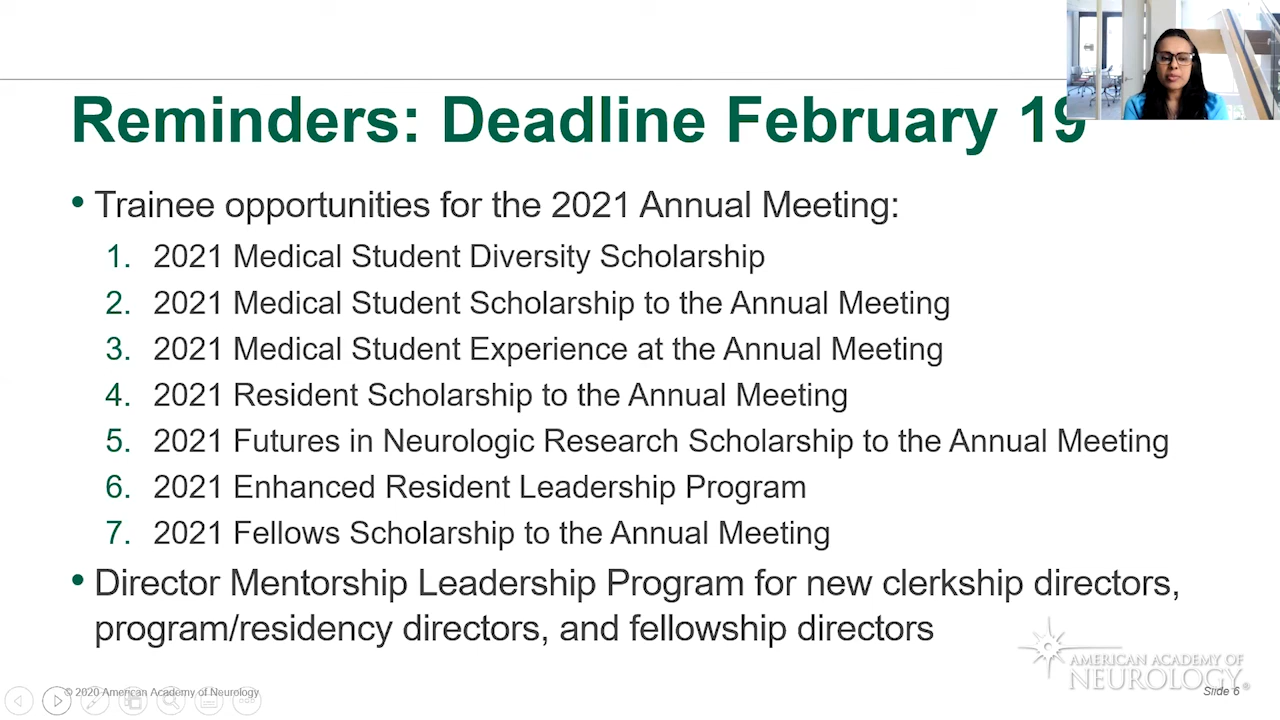 Reminders: Deadline February 19
• Trainee opportunities for the 2021 Annual Meeting:
1. 2021 Medical Student Diversity Scholarship
2. 2021 Medical Student Scholarship to the Annual Meeting
3. 2021 Medical Student Experience at the Annual Meeting
4. 2021 Resident Scholarship to the Annual Meeting
5. 2021 Futures in Neurologic Research Scholarship to the Annual Meeting
6. 2021 Enhanced Resident Leadership Program
7. 2021 Fellows Scholarship to the Annual Meeting
• Director Mentorship Leadership Program for new clerkship directors,
program/residency directors, and fellowship directors
AMERICAN ACADEMY OF
NEUROLOGY®
© 2020 American Academy of Neurology
Slide 6